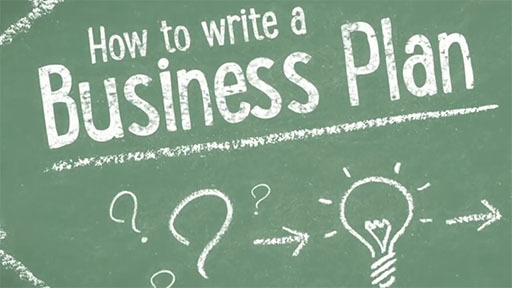 How to write a
Business Plan
? ? ?
?